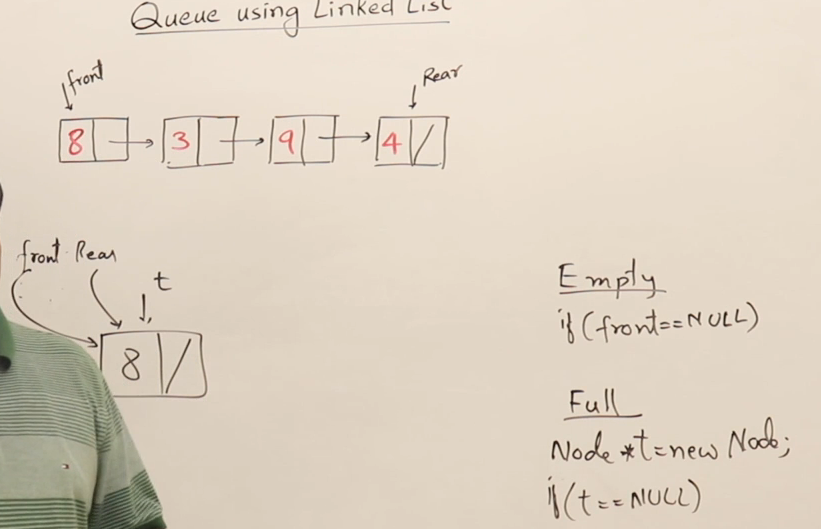 Queue using Linked List
front
Rear
8 3 9 4
front Rear
t
8
Empty
if (front==NULL)
Full
Node *t=new Node;
if (t==NULL)